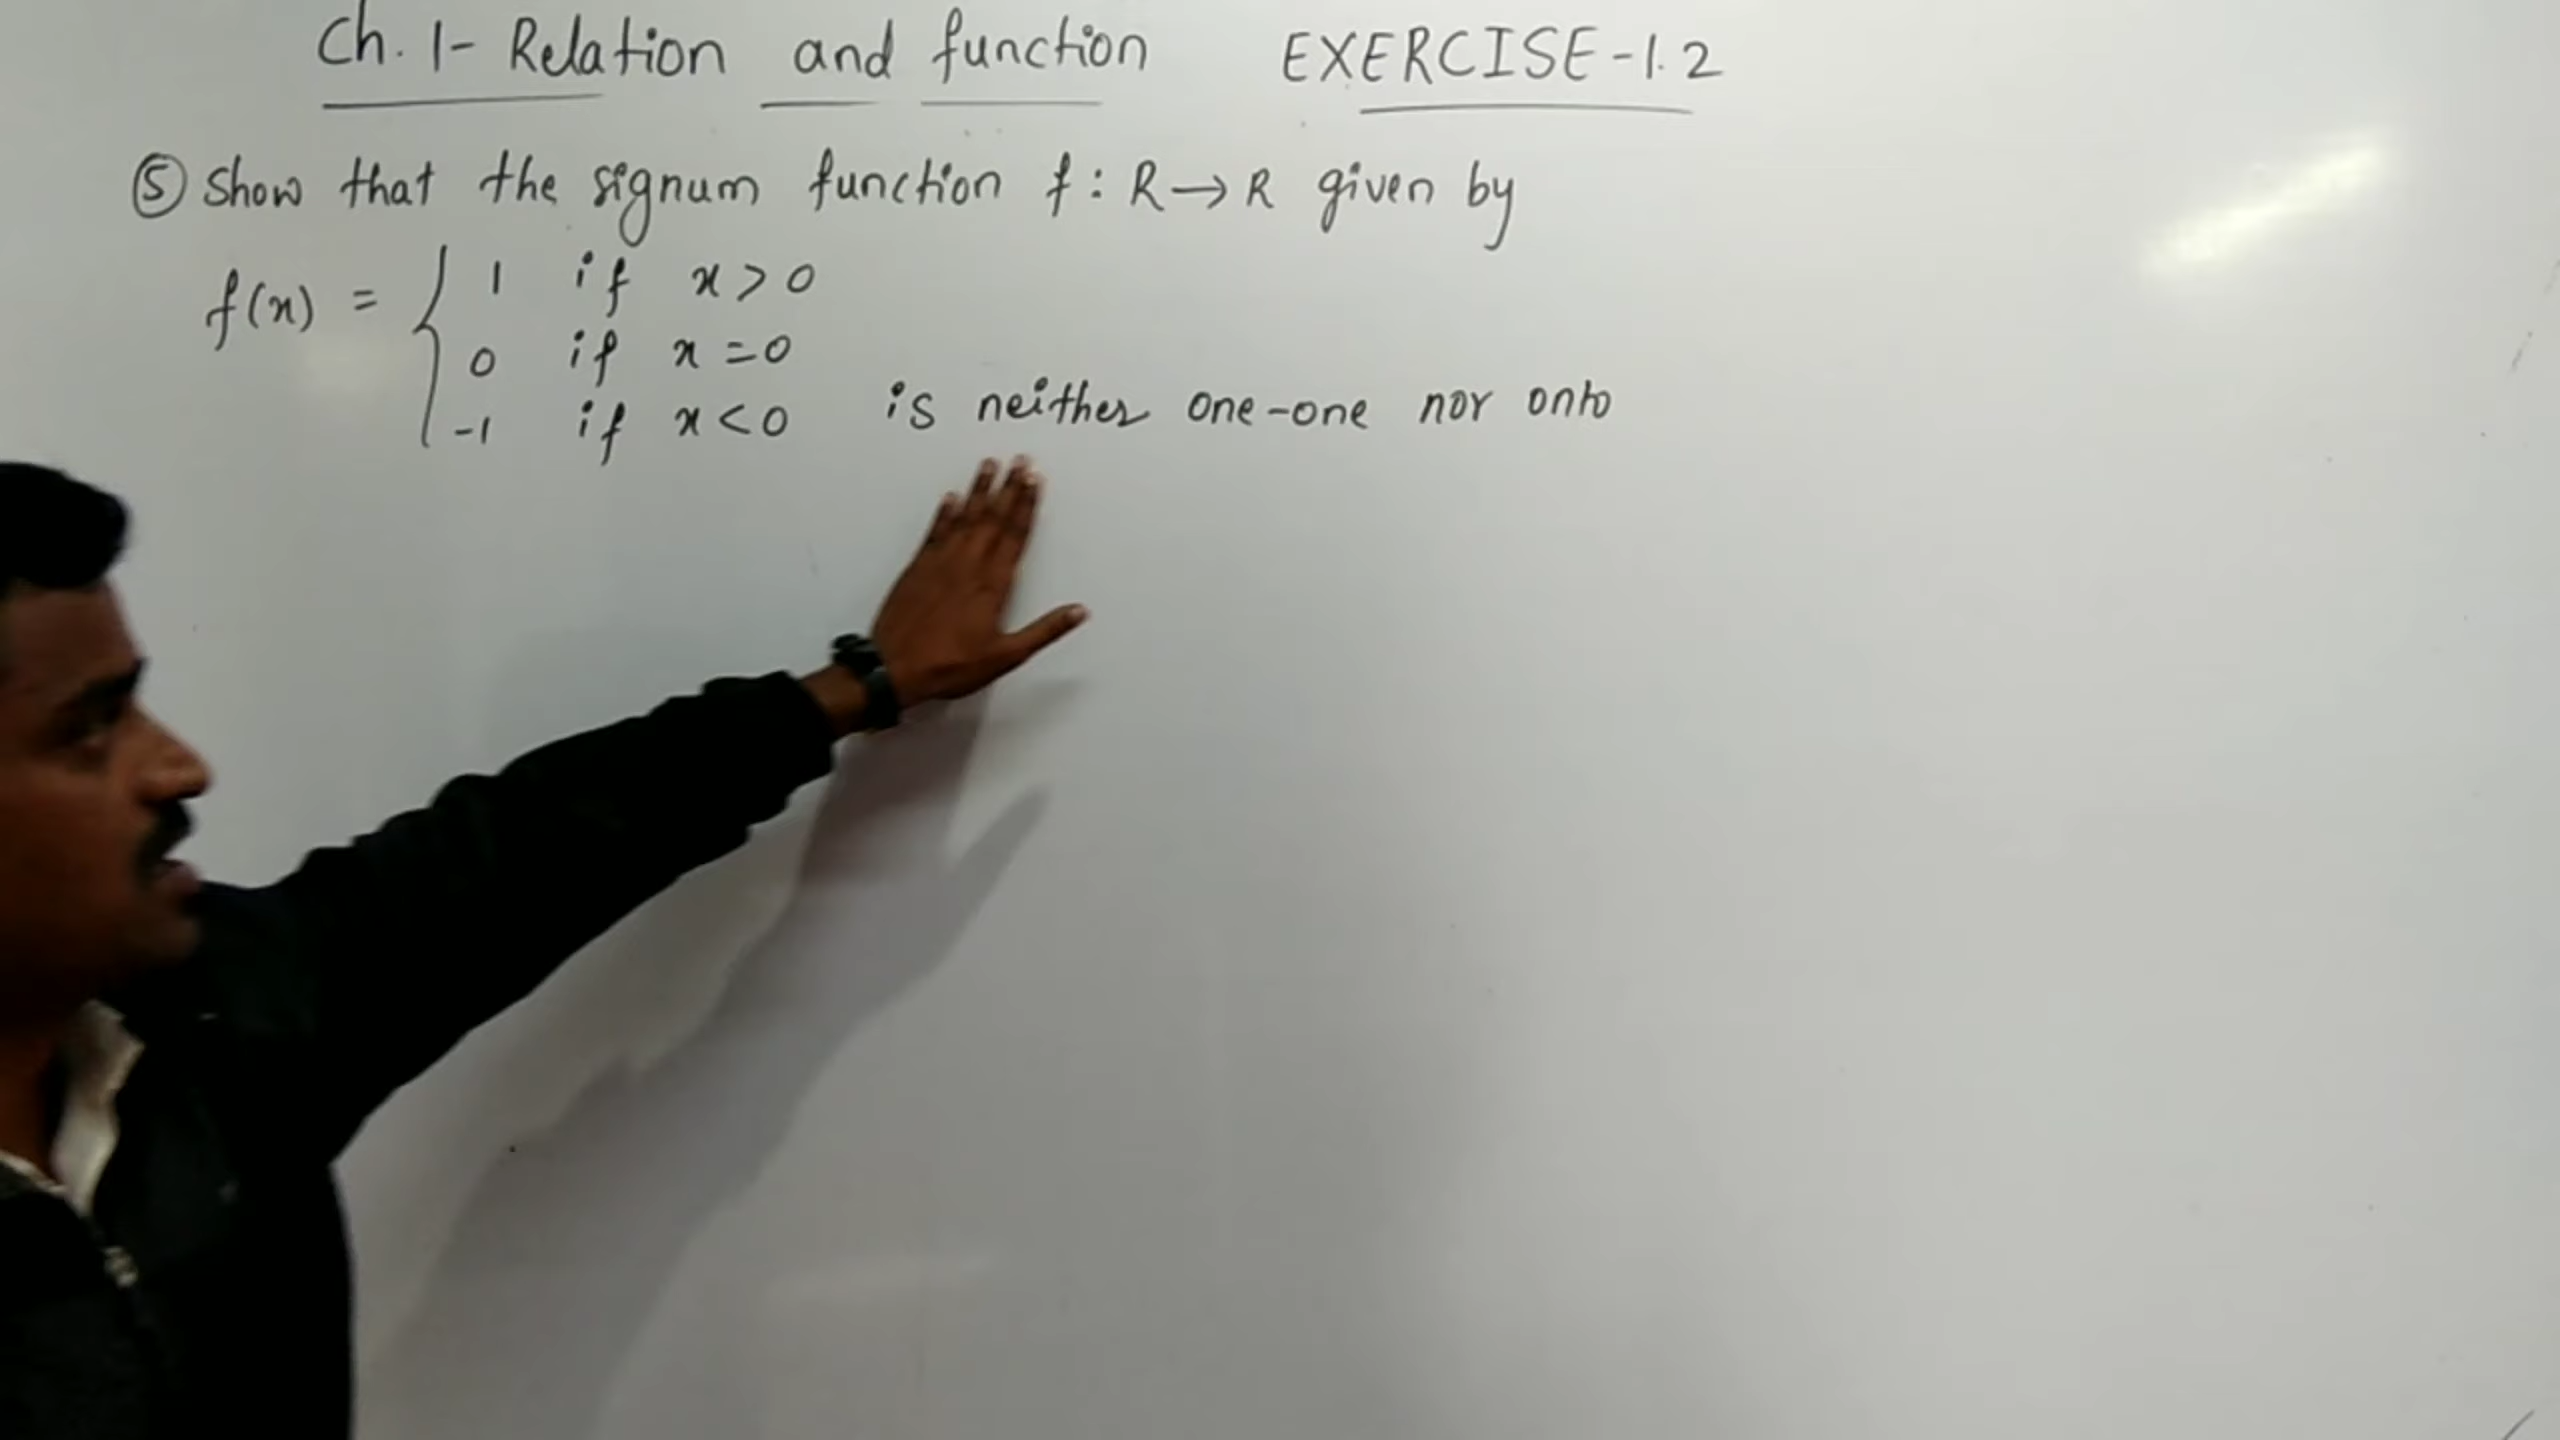 Ch. 1- Relation and function EXERCISE-1.2
⑤ Show that the signum function f : R→R given by
f(x) = { 1 if x > 0
0 if x = 0
-1 if x < 0 is neither one-one nor onto